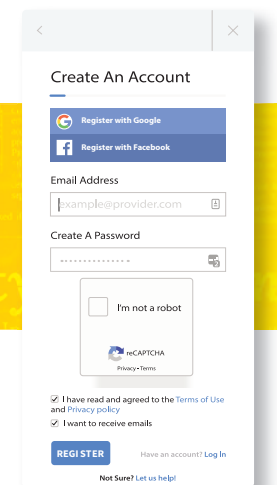 Create An Account
Register with Google
Register with Facebook
Email Address
example@provider.com
Create A Password
I'm not a robot
reCAPTCHA
Privacy • Terms
I have read and agreed to the Terms of Use
and Privacy policy
I want to receive emails
REGISTER
Have an account? Log In
Not Sure? Let us help!